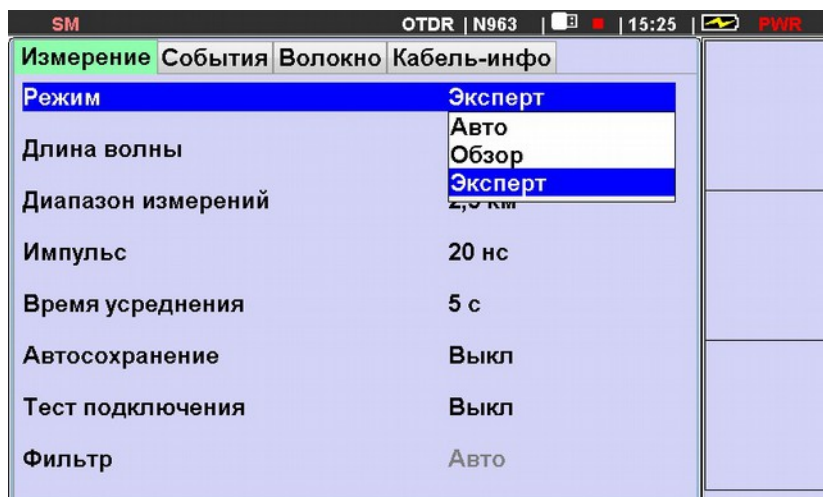 SM OTDR | N963 | | 15:25 | PWR
Измерение События Волокно Кабель-инфо
Режим Эксперт
Авто
Длина волны Обзор
Эксперт
Диапазон измерений км
Импульс 20 нс
Время усреднения 5 с
Автосохранение Выкл
Тест подключения Выкл
Фильтр Авто